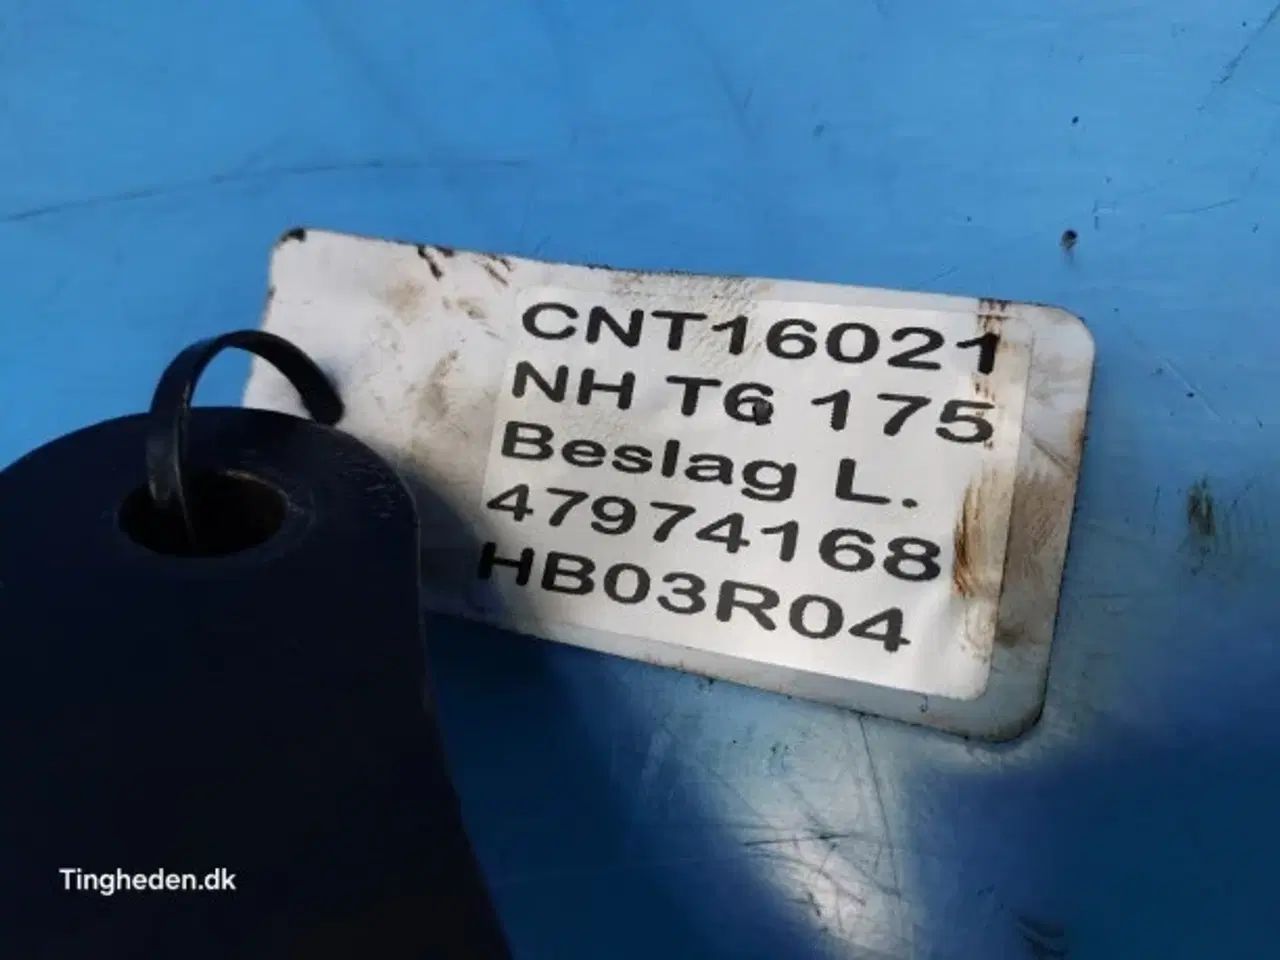 CNT16021
NH T6 175
Beslag L.
47974168
HB03R04
Tingheden.dk